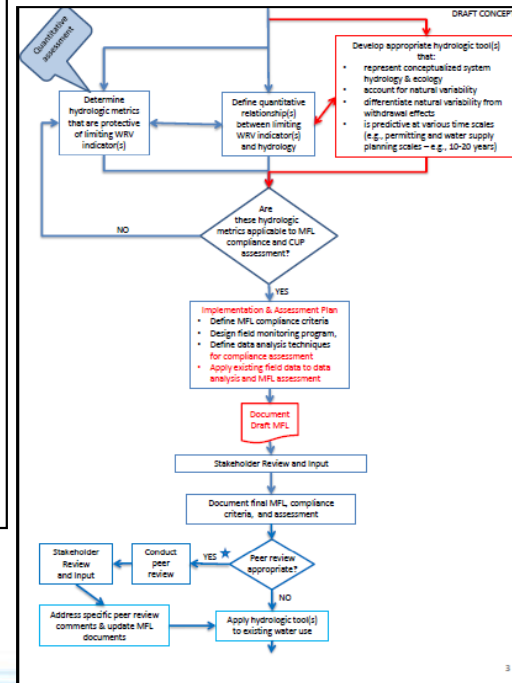 DRAFT CONCEPT
Quantitative
assessment
Determine
hydrologic metrics
that are protective
of limiting WRV
indicator(s)
Define quantitative
relationship(s)
between limiting
WRV indicator(s)
and hydrology
Develop appropriate hydrologic tool(s)
that:
• represent conceptualized system
hydrology & ecology
• account for natural variability
• differentiate natural variability from
withdrawal effects
is predictive at various time scales
(e.g., permitting and water supply
planning scales – e.g., 10-20 years)
Are
these hydrologic
metrics applicable to MFL
compliance and CUP
assessment?
NO
YES
Implementation & Assessment Plan
• Define MFL compliance criteria
• Design field monitoring program,
• Define data analysis techniques
for compliance assessment
• Apply existing field data to data
analysis and MFL assessment
Document
Draft MFL
Stakeholder Review and Input
Document final MFL, compliance
criteria, and assessment
Peer review
appropriate?
YES
Conduct
peer
review
Stakeholder
Review
and Input
NO
Address specific peer review
comments & update MFL
documents
Apply hydrologic tool(s)
to existing water use
3